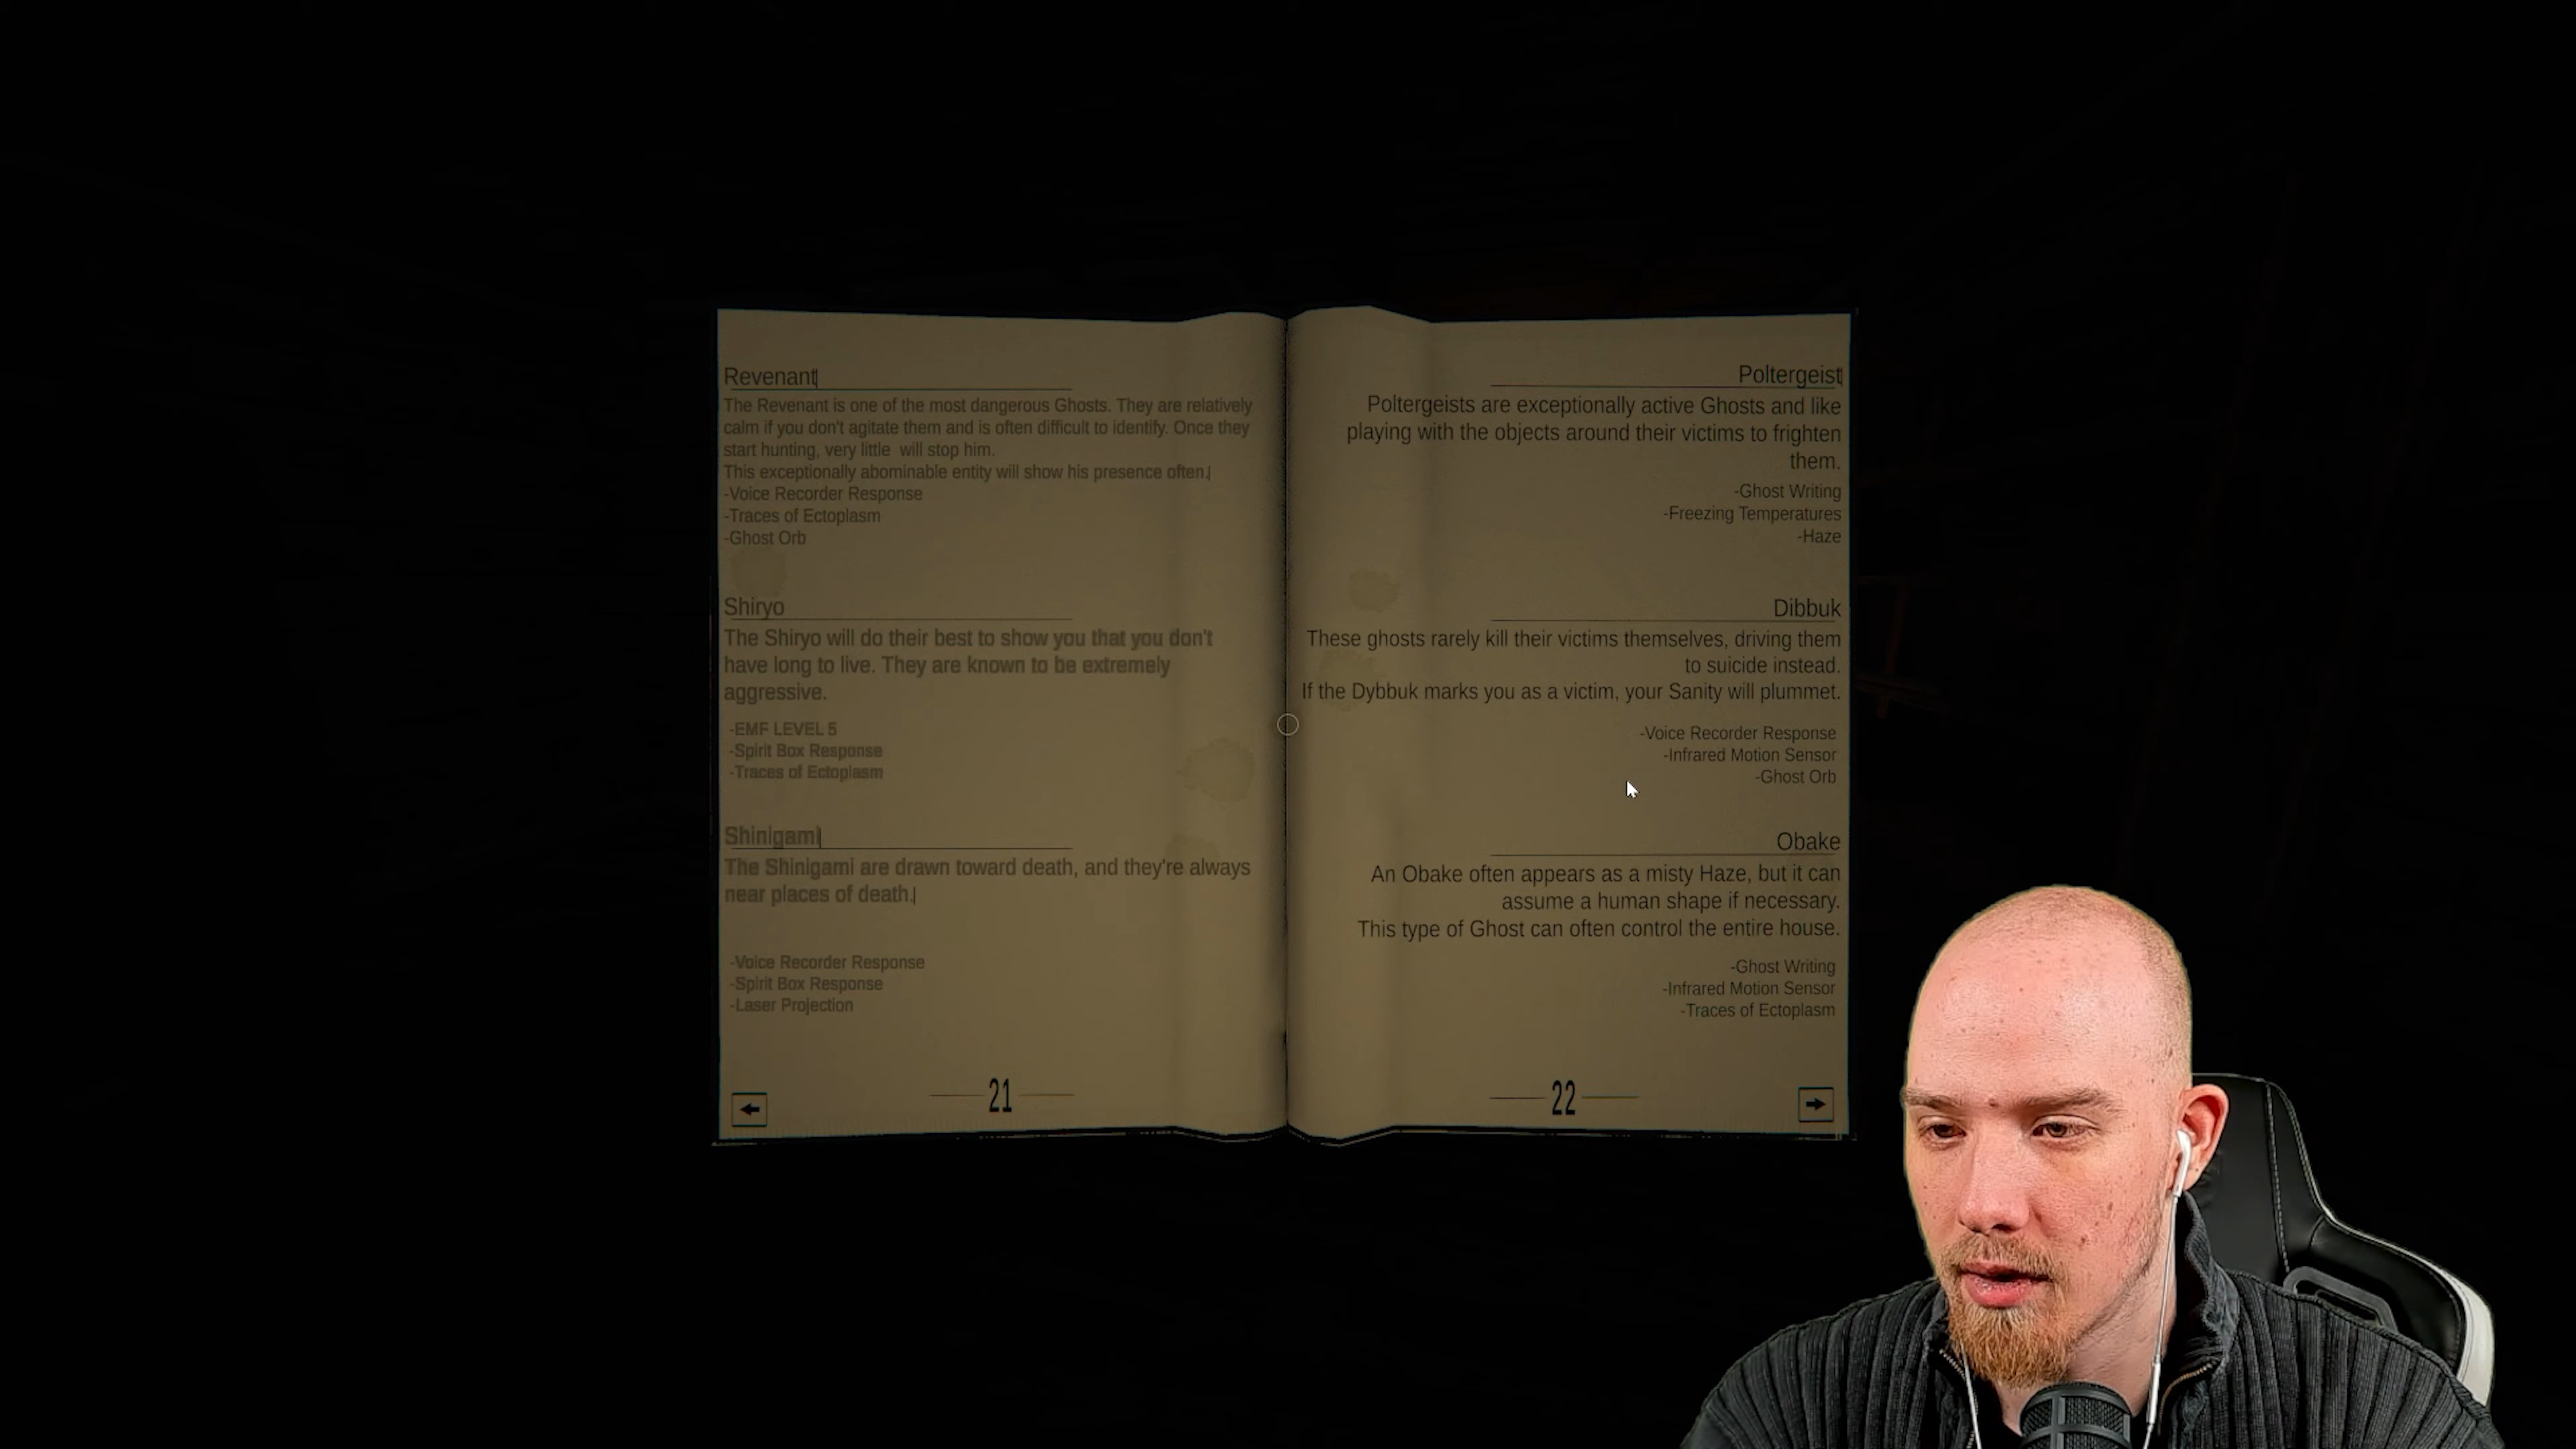 Revenant
The Revenant is one of the most dangerous Ghosts. They are relatively
calm if you don't agitate them and is often difficult to identify. Once they
start hunting, very little  will stop him.
This exceptionally abominable entity will show his presence often.
-Voice Recorder Response
-Traces of Ectoplasm
-Ghost Orb
Shiryo
The Shiryo will do their best to show you that you don't
have long to live. They are known to be extremely
aggressive.
-EMF LEVEL 5
-Spirit Box Response
-Traces of Ectoplasm
Shinigami
The Shinigami are drawn toward death, and they're always
near places of death.
-Voice Recorder Response
-Spirit Box Response
-Laser Projection
21
Poltergeist
Poltergeists are exceptionally active Ghosts and like
playing with the objects around their victims to frighten
them.
-Ghost Writing
-Freezing Temperatures
-Haze
Dibbuk
These ghosts rarely kill their victims themselves, driving them
to suicide instead.
If the Dybbuk marks you as a victim, your Sanity will plummet.
-Voice Recorder Response
-Infrared Motion Sensor
-Ghost Orb
Obake
An Obake often appears as a misty Haze, but it can
assume a human shape if necessary.
This type of Ghost can often control the entire house.
-Ghost Writing
-Infrared Motion Sensor
-Traces of Ectoplasm
22